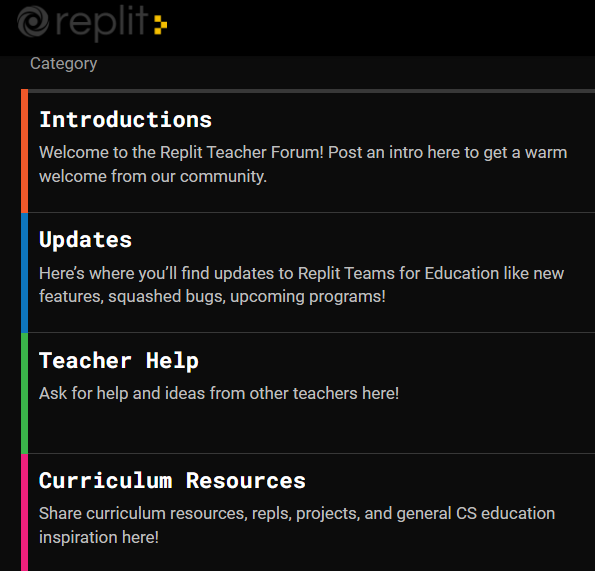 replit
Category
Introductions
Welcome to the Replit Teacher Forum! Post an intro here to get a warm
welcome from our community.
Updates
Here’s where you’ll find updates to Replit Teams for Education like new
features, squashed bugs, upcoming programs!
Teacher Help
Ask for help and ideas from other teachers here!
Curriculum Resources
Share curriculum resources, repls, projects, and general CS education
inspiration here!